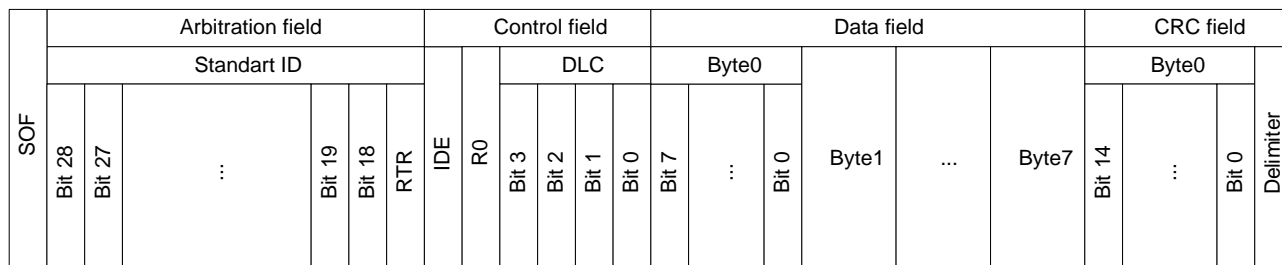 SOF
Arbitration field
Control field
Data field
CRC field
Standart ID
DLC
Byte0
Byte0
Bit 28
Bit 27
...
Bit 19
Bit 18
RTR
IDE
R0
Bit 3
Bit 2
Bit 1
Bit 0
Bit 7
...
Bit 0
Byte1
...
Byte7
Bit 14
...
Bit 0
Delimiter